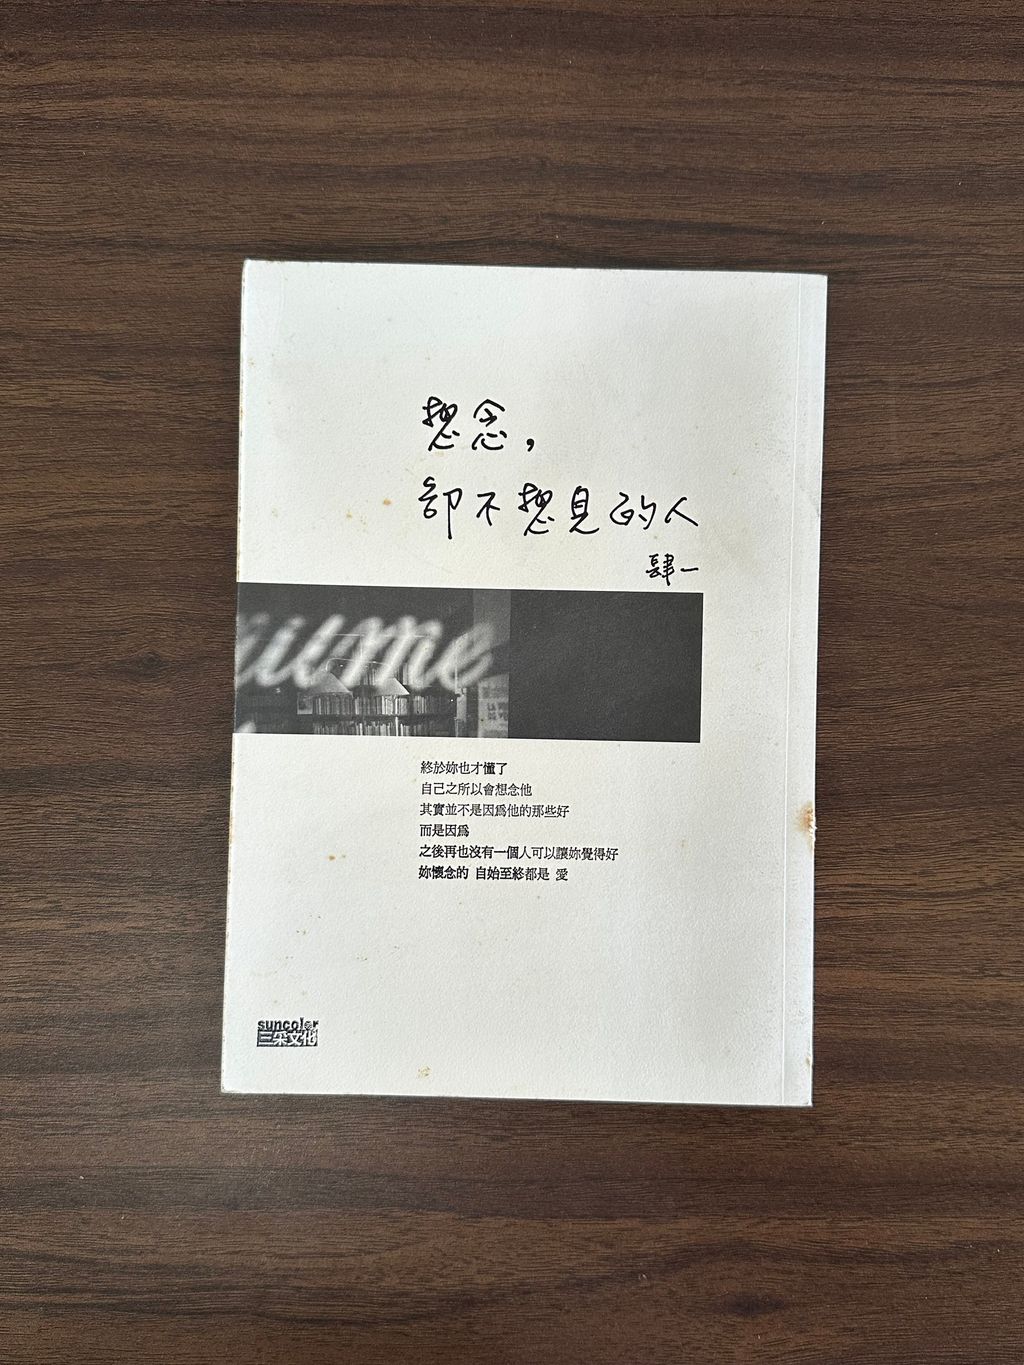 想念，
卻不想見的人
肆一
ume
終於妳也才懂了
自己之所以會想念他
其實並不是因為他的那些好
而是因為
之後再也沒有一個人可以讓妳覺得好
妳懷念的 自始至終都是 愛
suncolor
三朵文化